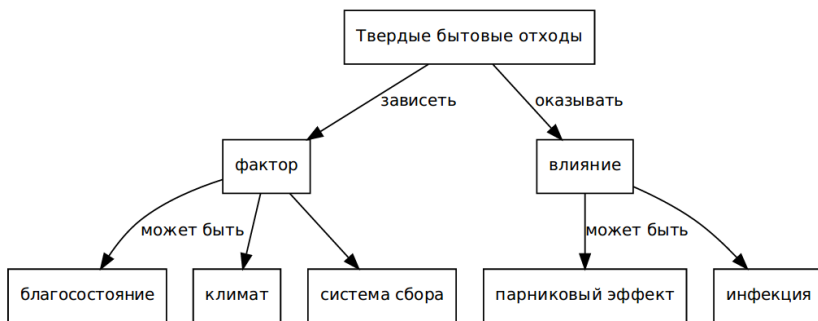 Твердые бытовые отходы
зависеть
оказывать
фактор
влияние
может быть
может быть
благосостояние
климат
система сбора
парниковый эффект
инфекция